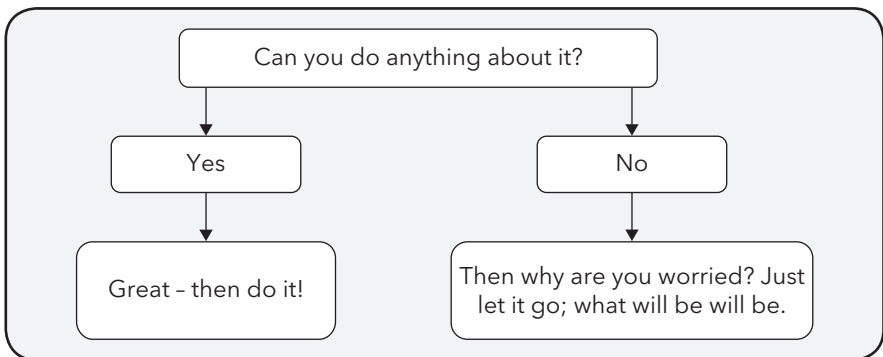 Can you do anything about it?
Yes
No
Great – then do it!
Then why are you worried? Just
let it go; what will be will be.